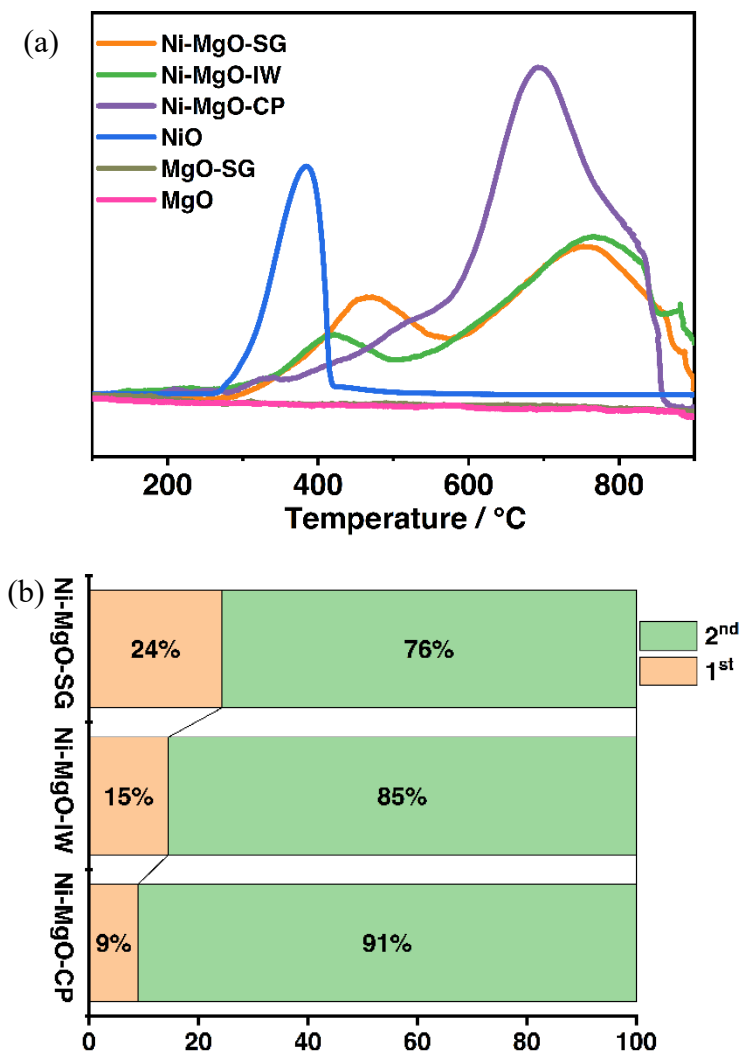 (a)
Ni-MgO-SG
Ni-MgO-IW
Ni-MgO-CP
NiO
MgO-SG
MgO
200 400 600 800
Temperature / °C
(b)
Ni-MgO-SG
24% 76%
2nd
1st
Ni-MgO-IW
15% 85%
Ni-MgO-CP
9% 91%
0 20 40 60 80 100